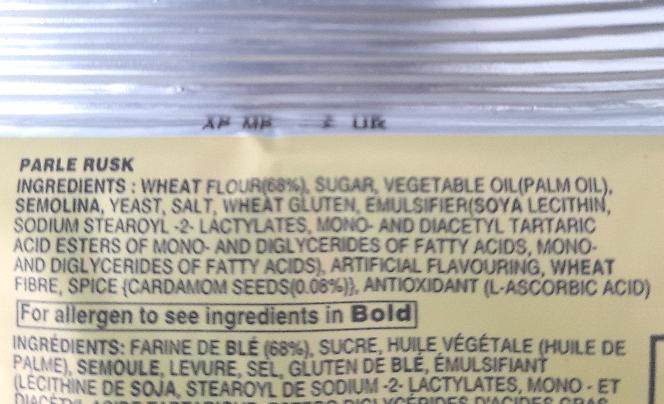 PARLE RUSK
INGREDIENTS : WHEAT FLOUR(68%), SUGAR, VEGETABLE OIL(PALM OIL),
SEMOLINA, YEAST, SALT, WHEAT GLUTEN, EMULSIFIER(SOYA LECITHIN,
SODIUM STEAROYL -2- LACTYLATES, MONO- AND DIACETYL TARTARIC
ACID ESTERS OF MONO- AND DIGLYCERIDES OF FATTY ACIDS, MONO-
AND DIGLYCERIDES OF FATTY ACIDS), ARTIFICIAL FLAVOURING, WHEAT
FIBRE, SPICE {CARDAMOM SEEDS(0.08%)}, ANTIOXIDANT (L-ASCORBIC ACID)
For allergen to see ingredients in Bold
INGRÉDIENTS: FARINE DE BLÉ (68%), SUCRE, HUILE VÉGÉTALE (HUILE DE
PALME), SEMOULE, LEVURE, SEL, GLUTEN DE BLÉ, ÉMULSIFIANT
(LÉCITHINE DE SOJA, STEAROYL DE SODIUM -2- LACTYLATES, MONO - ET